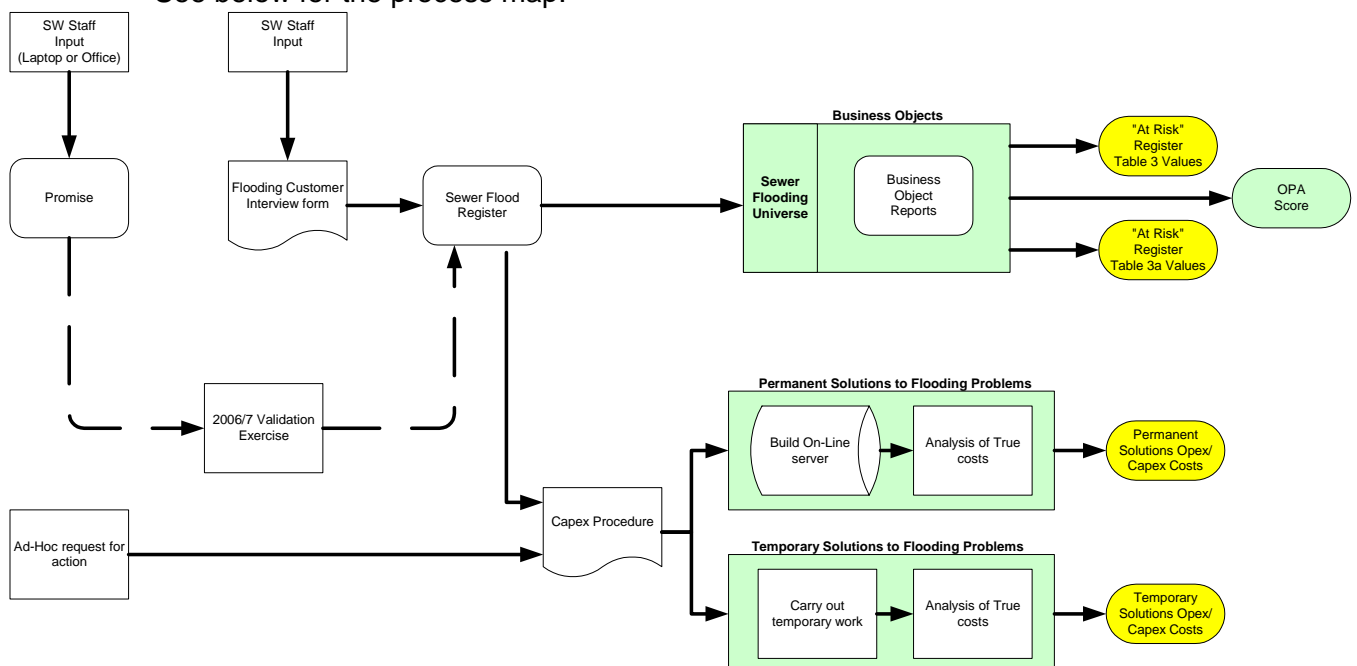 See below for the process map.
SW Staff
Input
(Laptop or Office)
SW Staff
Input
Promise
Flooding Customer
Interview form
Sewer Flood
Register
Business Objects
Sewer
Flooding
Universe
Business
Object
Reports
"At Risk"
Register
Table 3 Values
OPA
Score
"At Risk"
Register
Table 3a Values
2006/7 Validation
Exercise
Ad-Hoc request for
action
Capex Procedure
Permanent Solutions to Flooding Problems
Build On-Line
server
Analysis of True
costs
Permanent
Solutions Opex/
Capex Costs
Temporary Solutions to Flooding Problems
Carry out
temporary work
Analysis of True
costs
Temporary
Solutions Opex/
Capex Costs